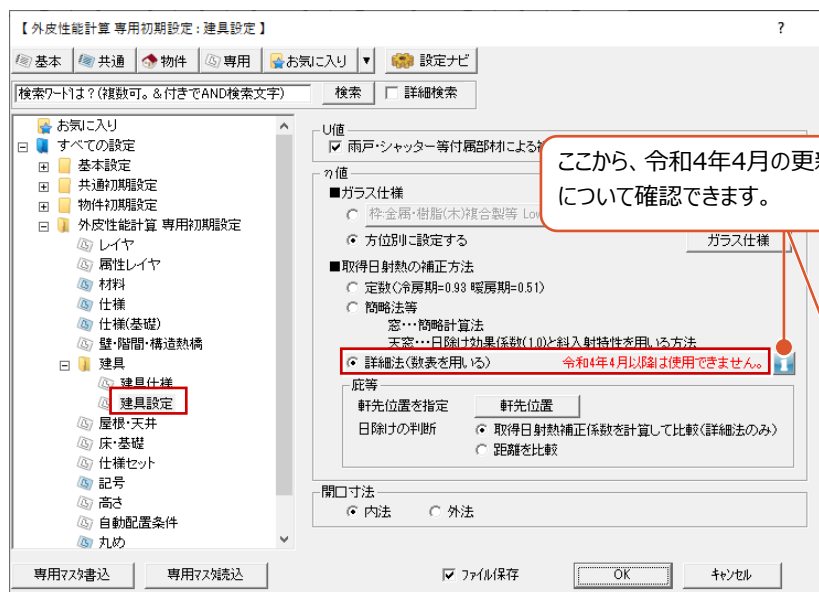 【 外皮性能計算 専用初期設定 : 建具設定 】 ?
基本 共通 物件 専用 お気に入り ▼ 設定ナビ
検索ワードは?(複数可。&付きでAND検索文字) 検索 詳細検索
お気に入り
すべての設定
基本設定
共通初期設定
物件初期設定
外皮性能計算 専用初期設定
レイヤ
属性レイヤ
材料
仕様
仕様(基礎)
壁・階間・構造熱橋
建具
建具仕様
建具設定
屋根・天井
床・基礎
仕様セット
記号
高さ
自動配置条件
丸め
U値
雨戸・シャッター等付属部材による
ここから、令和4年4月の更新
について確認できます。
η値
■ガラス仕様
枠:金属・樹脂(木)複合製等 Low
方位別に設定する ガラス仕様
■取得日射熱の補正方法
定数(冷房期=0.93 暖房期=0.51)
簡略法等
窓・・・簡略計算法
天窓・・・日除け効果係数(1.0)と斜入射特性を用いる方法
詳細法(数表を用いる) 令和4年4月以降は使用できません。
庇等
軒先位置を指定 軒先位置
日除けの判断 取得日射熱補正係数を計算して比較(詳細法のみ)
距離を比較
開口寸法
内法 外法
専用マスタ書込 専用マスタ読込 ファイル保存 OK キャンセル